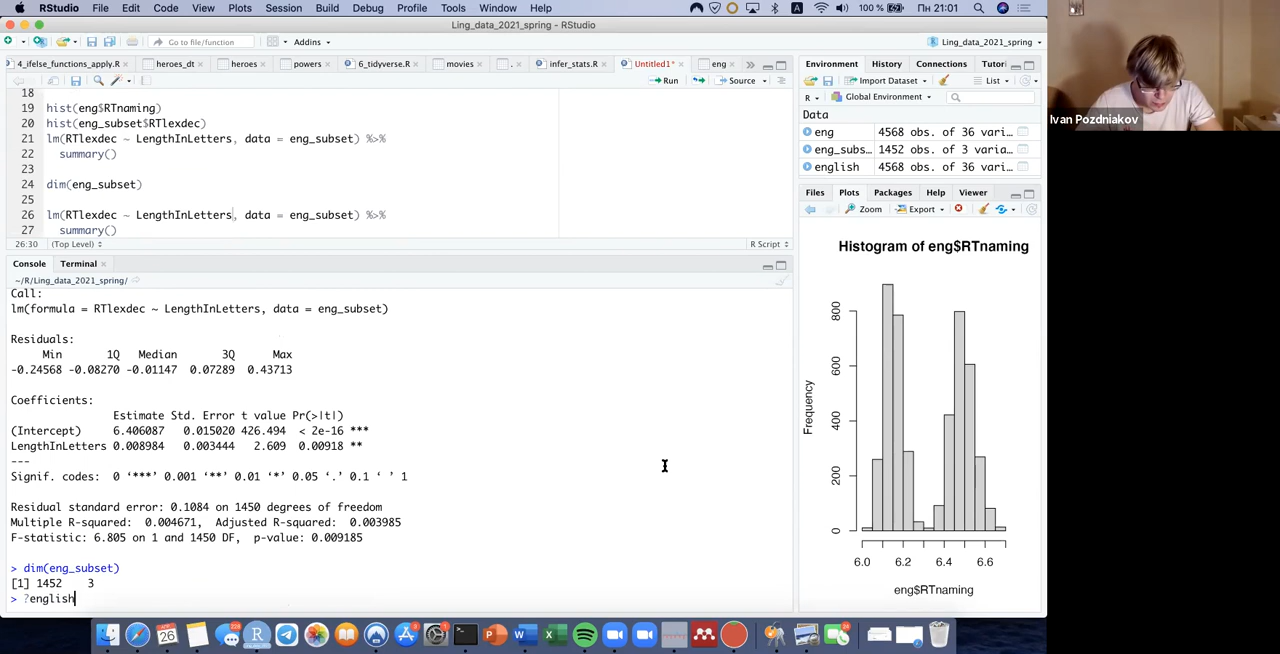 RStudio File Edit Code View Plots Session Build Debug Profile Tools Window Help 100 % Пн 21:01
Ling_data_2021_spring - RStudio
Go to file/function Addins Ling_data_2021_spring
4_ifelse_functions_apply.R heroes_dt heroes powers 6_tidyverse.R movies . infer_stats.R Untitled1* eng
Run Source
18
19 hist(eng$RTnaming)
20 hist(eng_subset$RTlexdec)
21 lm(RTlexdec ~ LengthInLetters, data = eng_subset) %>%
22 summary()
23
24 dim(eng_subset)
25
26 lm(RTlexdec ~ LengthInLetters, data = eng_subset) %>%
27 summary()
26:30 (Top Level) R Script
Console Terminal
~/R/Ling_data_2021_spring/
Call:
lm(formula = RTlexdec ~ LengthInLetters, data = eng_subset)
Residuals:
Min 1Q Median 3Q Max
-0.24568 -0.08270 -0.01147 0.07289 0.43713
Coefficients:
Estimate Std. Error t value Pr(>|t|)
(Intercept) 6.406087 0.015020 426.494 < 2e-16 ***
LengthInLetters 0.008984 0.003444 2.609 0.00918 **
---
Signif. codes: 0 ‘***’ 0.001 ‘**’ 0.01 ‘*’ 0.05 ‘.’ 0.1 ‘ ’ 1
Residual standard error: 0.1084 on 1450 degrees of freedom
Multiple R-squared: 0.004671, Adjusted R-squared: 0.003985
F-statistic: 6.805 on 1 and 1450 DF, p-value: 0.009185
> dim(eng_subset)
[1] 1452 3
> ?english
Environment History Connections Tutori
Import Dataset List
R Global Environment
Data
eng 4568 obs. of 36 vari…
eng_subs… 1452 obs. of 3 varia…
english 4568 obs. of 36 vari…
Files Plots Packages Help Viewer
Zoom Export
Histogram of eng$RTnaming
Frequency
800
600
400
200
0
6.0 6.2 6.4 6.6
eng$RTnaming
Ivan Pozdniakov